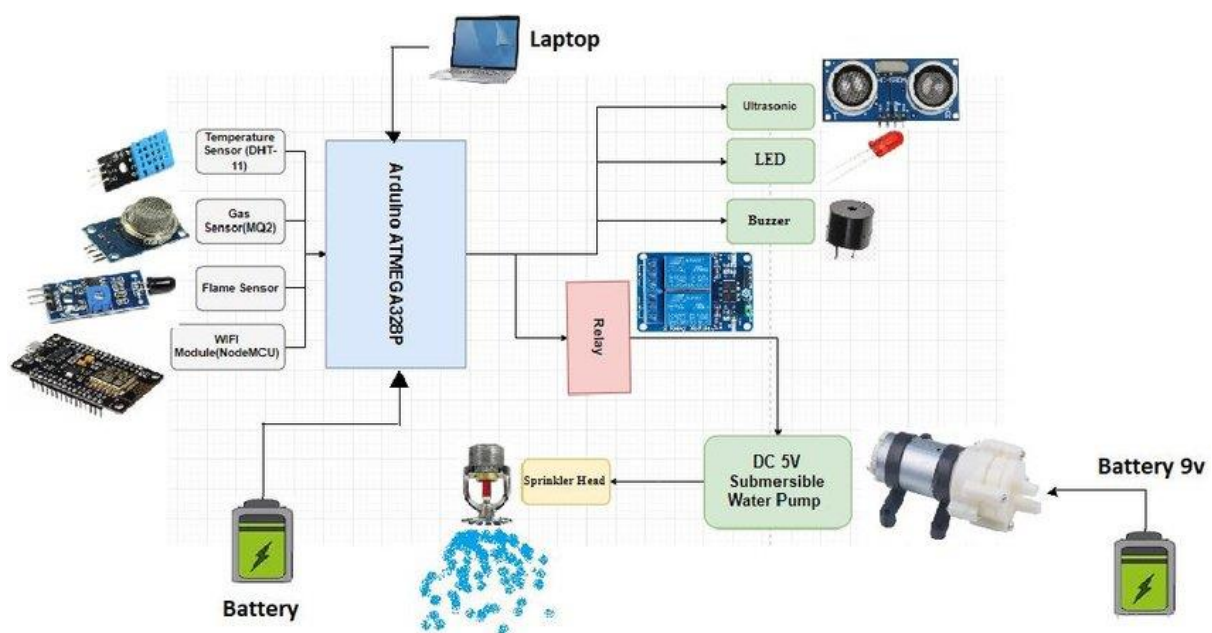 Laptop
Ultrasonic
Temperature
Sensor (DHT-
11)
LED
Gas
Sensor(MQ2)
Buzzer
Arduino ATMEGA328P
Flame Sensor
Relay
WIFI
Module(NodeMCU)
DC 5V
Submersible
Water Pump
Sprinkler Head
Battery 9v
Battery